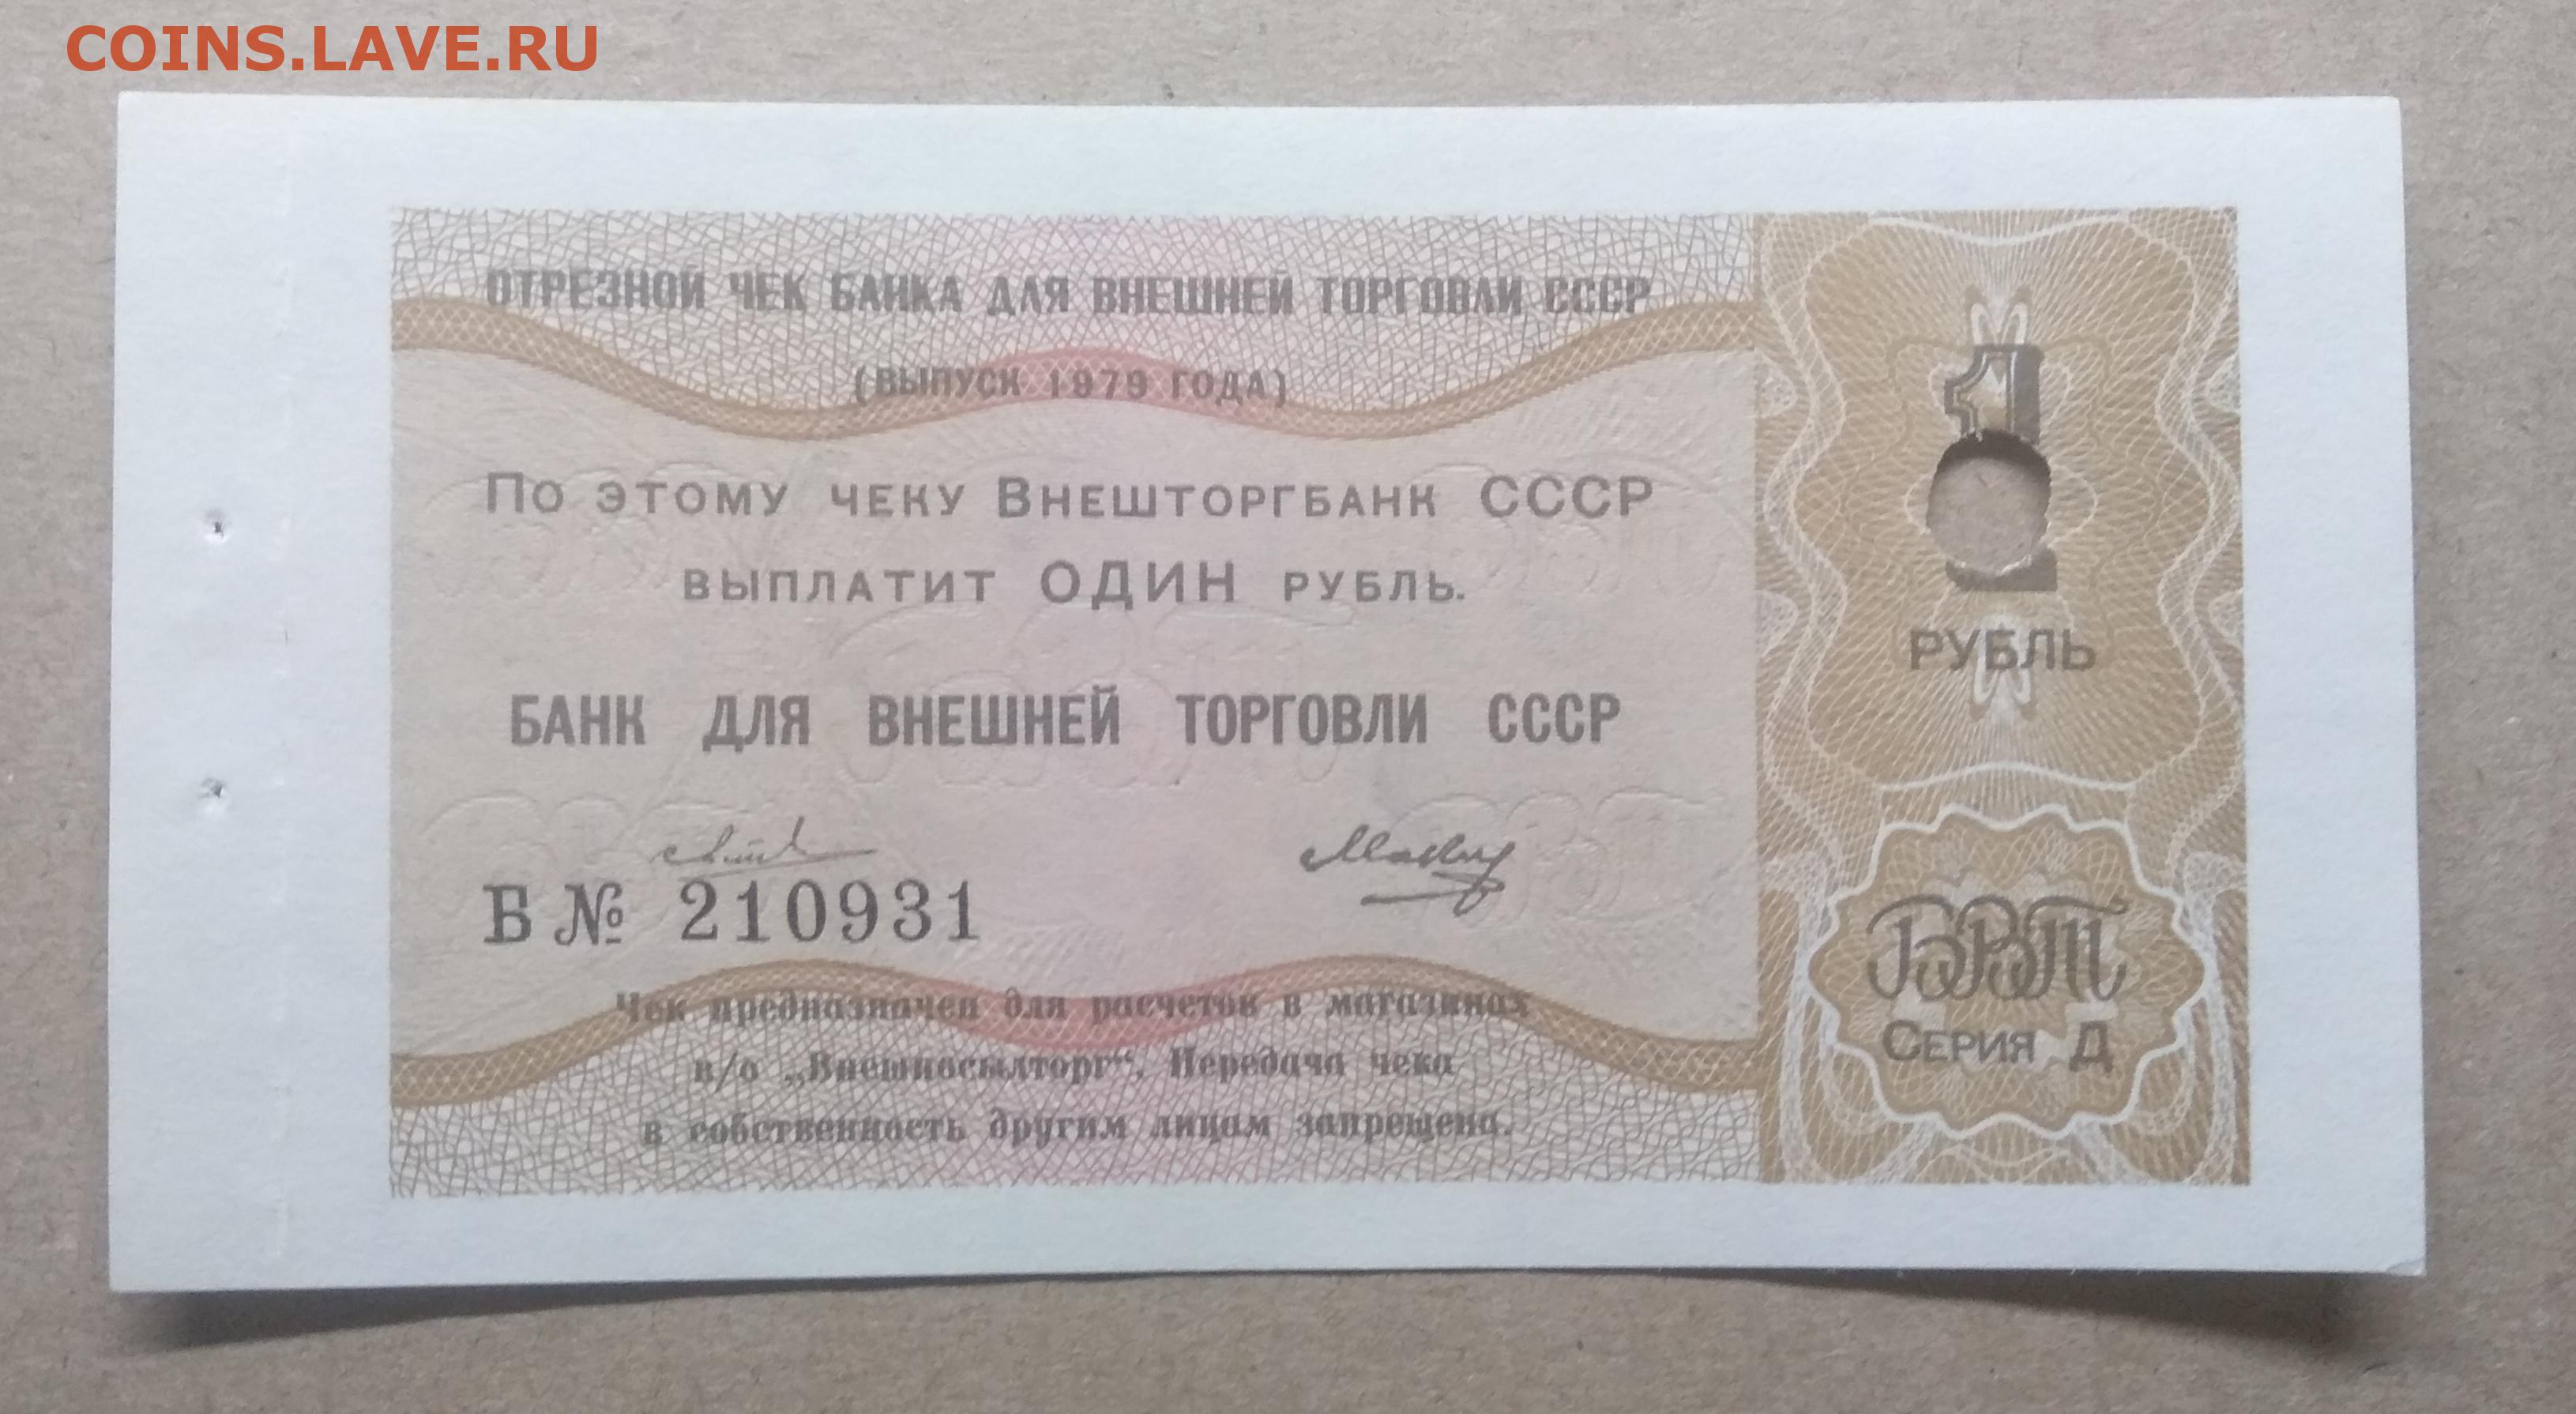 COINS.LAVE.RU
ОТРЕЗНОЙ ЧЕК БАНКА ДЛЯ ВНЕШНЕЙ ТОРГОВЛИ СССР
(ВЫПУСК 1979 ГОДА)
1
По этому чеку Внешторгбанк СССР
выплатит ОДИН рубль.
РУБЛЬ
БАНК ДЛЯ ВНЕШНЕЙ ТОРГОВЛИ СССР
Б № 210931
БВТ
Серия Д
Чек предназначен для расчетов в магазинах
в/о „Внешпосылторг“. Передача чека
в собственность другим лицам запрещена.